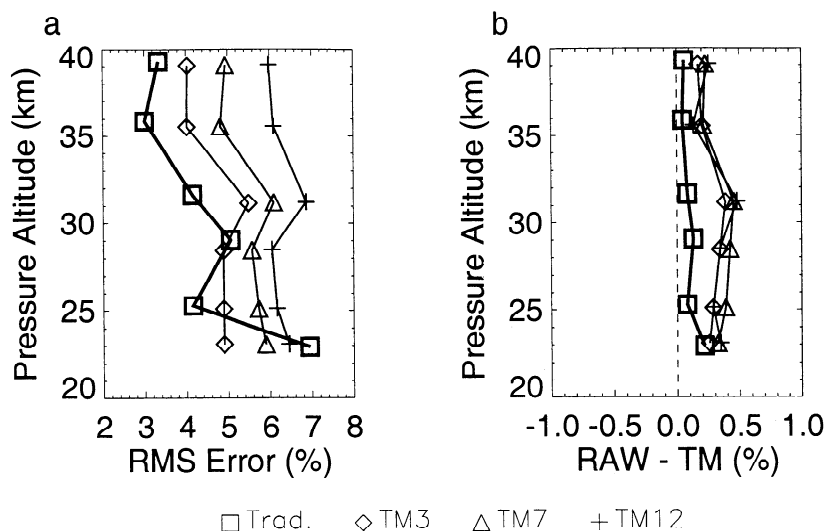 a
b
40
35
30
25
20
Pressure Altitude (km)
2 3 4 5 6 7 8
RMS Error (%)
40
35
30
25
20
Pressure Altitude (km)
-1.0 -0.5 0.0 0.5 1.0
RAW - TM (%)
Trad. TM3 TM7 TM12